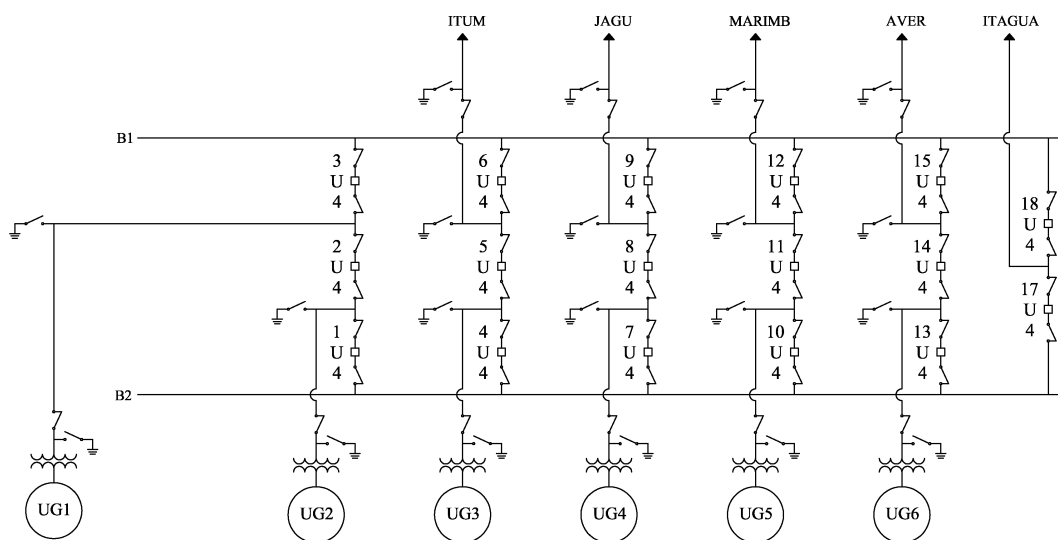 ITUM JAGU MARIMB AVER ITAGUA
B1
3 6 9 12 15
U U U U U
4 4 4 4 4
18
U
4
2 5 8 11 14
U U U U U
4 4 4 4 4
17
U
4
1 4 7 10 13
U U U U U
4 4 4 4 4
B2
UG1 UG2 UG3 UG4 UG5 UG6